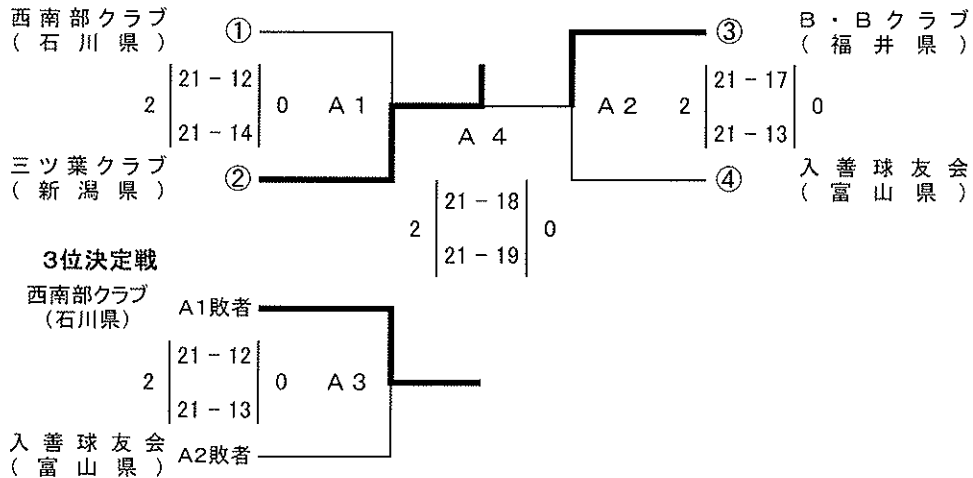 西南部クラブ
(石川県)
①
2 21-12 0
21-14
A1
三ツ葉クラブ
(新潟県)
②
A4
2 21-18 0
21-19
B・Bクラブ
(福井県)
③
A2
2 21-17 0
21-13
入善球友会
(富山県)
④
3位決定戦
西南部クラブ
(石川県)
A1敗者
2 21-12 0
21-13
A3
入善球友会
(富山県)
A2敗者